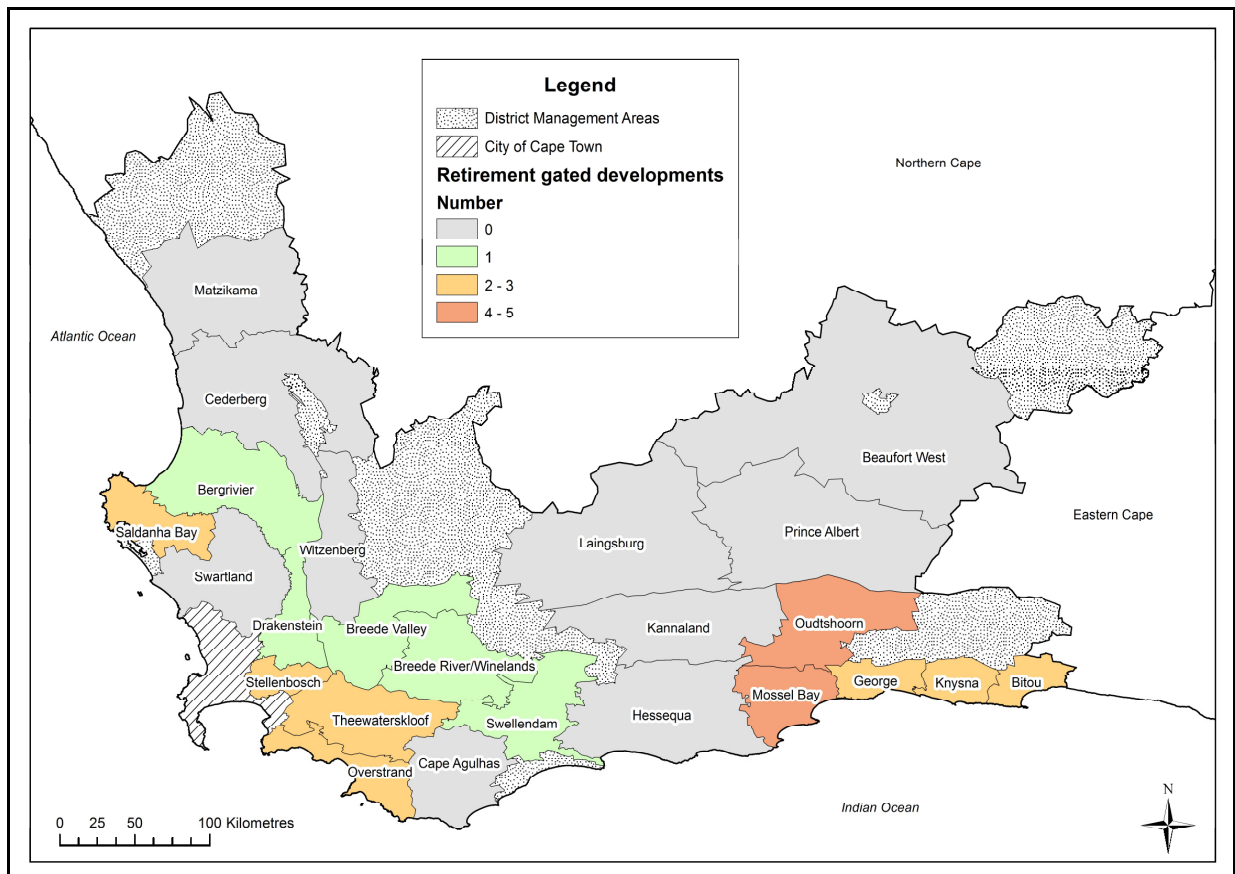 Legend
District Management Areas
City of Cape Town
Retirement gated developments
Number
0
1
2 - 3
4 - 5
Northern Cape
Matzikama
Atlantic Ocean
Cederberg
Beaufort West
Bergrivier
Eastern Cape
Saldanha Bay
Prince Albert
Laingsburg
Witzenberg
Swartland
Drakenstein
Breede Valley
Kannaland
Oudtshoorn
Breede River/Winelands
Stellenbosch
George
Knysna
Bitou
Mossel Bay
Theewaterskloof
Swellendam
Hessequa
Cape Agulhas
Overstrand
Indian Ocean
N
0 25 50 100 Kilometres